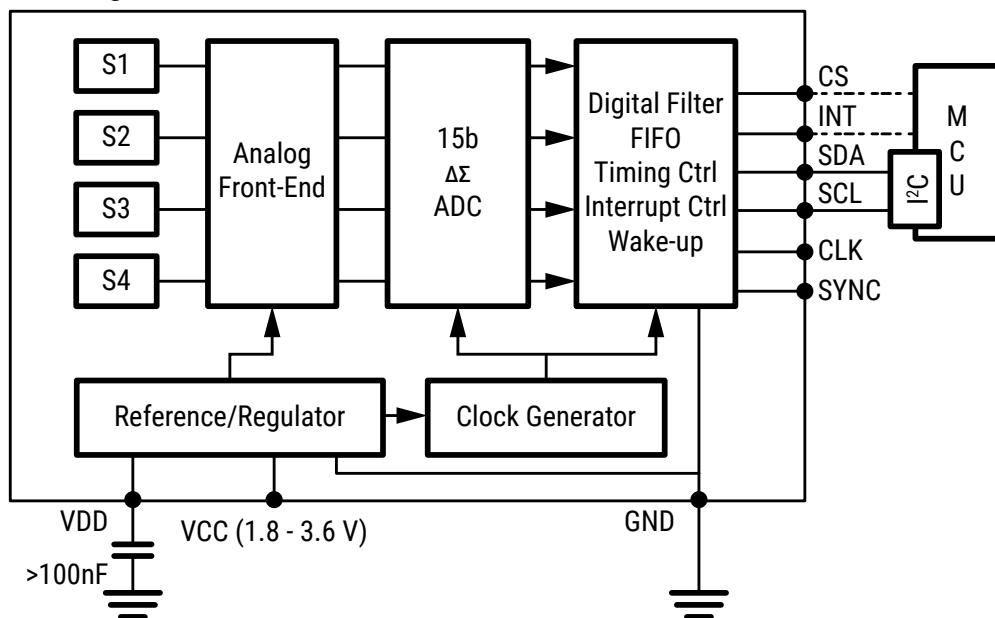 S1
S2
S3
S4
Analog
Front-End
15b
ΔΣ
ADC
Digital Filter
FIFO
Timing Ctrl
Interrupt Ctrl
Wake-up
CS
INT
SDA
SCL
CLK
SYNC
I²C
M
C
U
Reference/Regulator
Clock Generator
VDD
VCC (1.8 - 3.6 V)
GND
>100nF